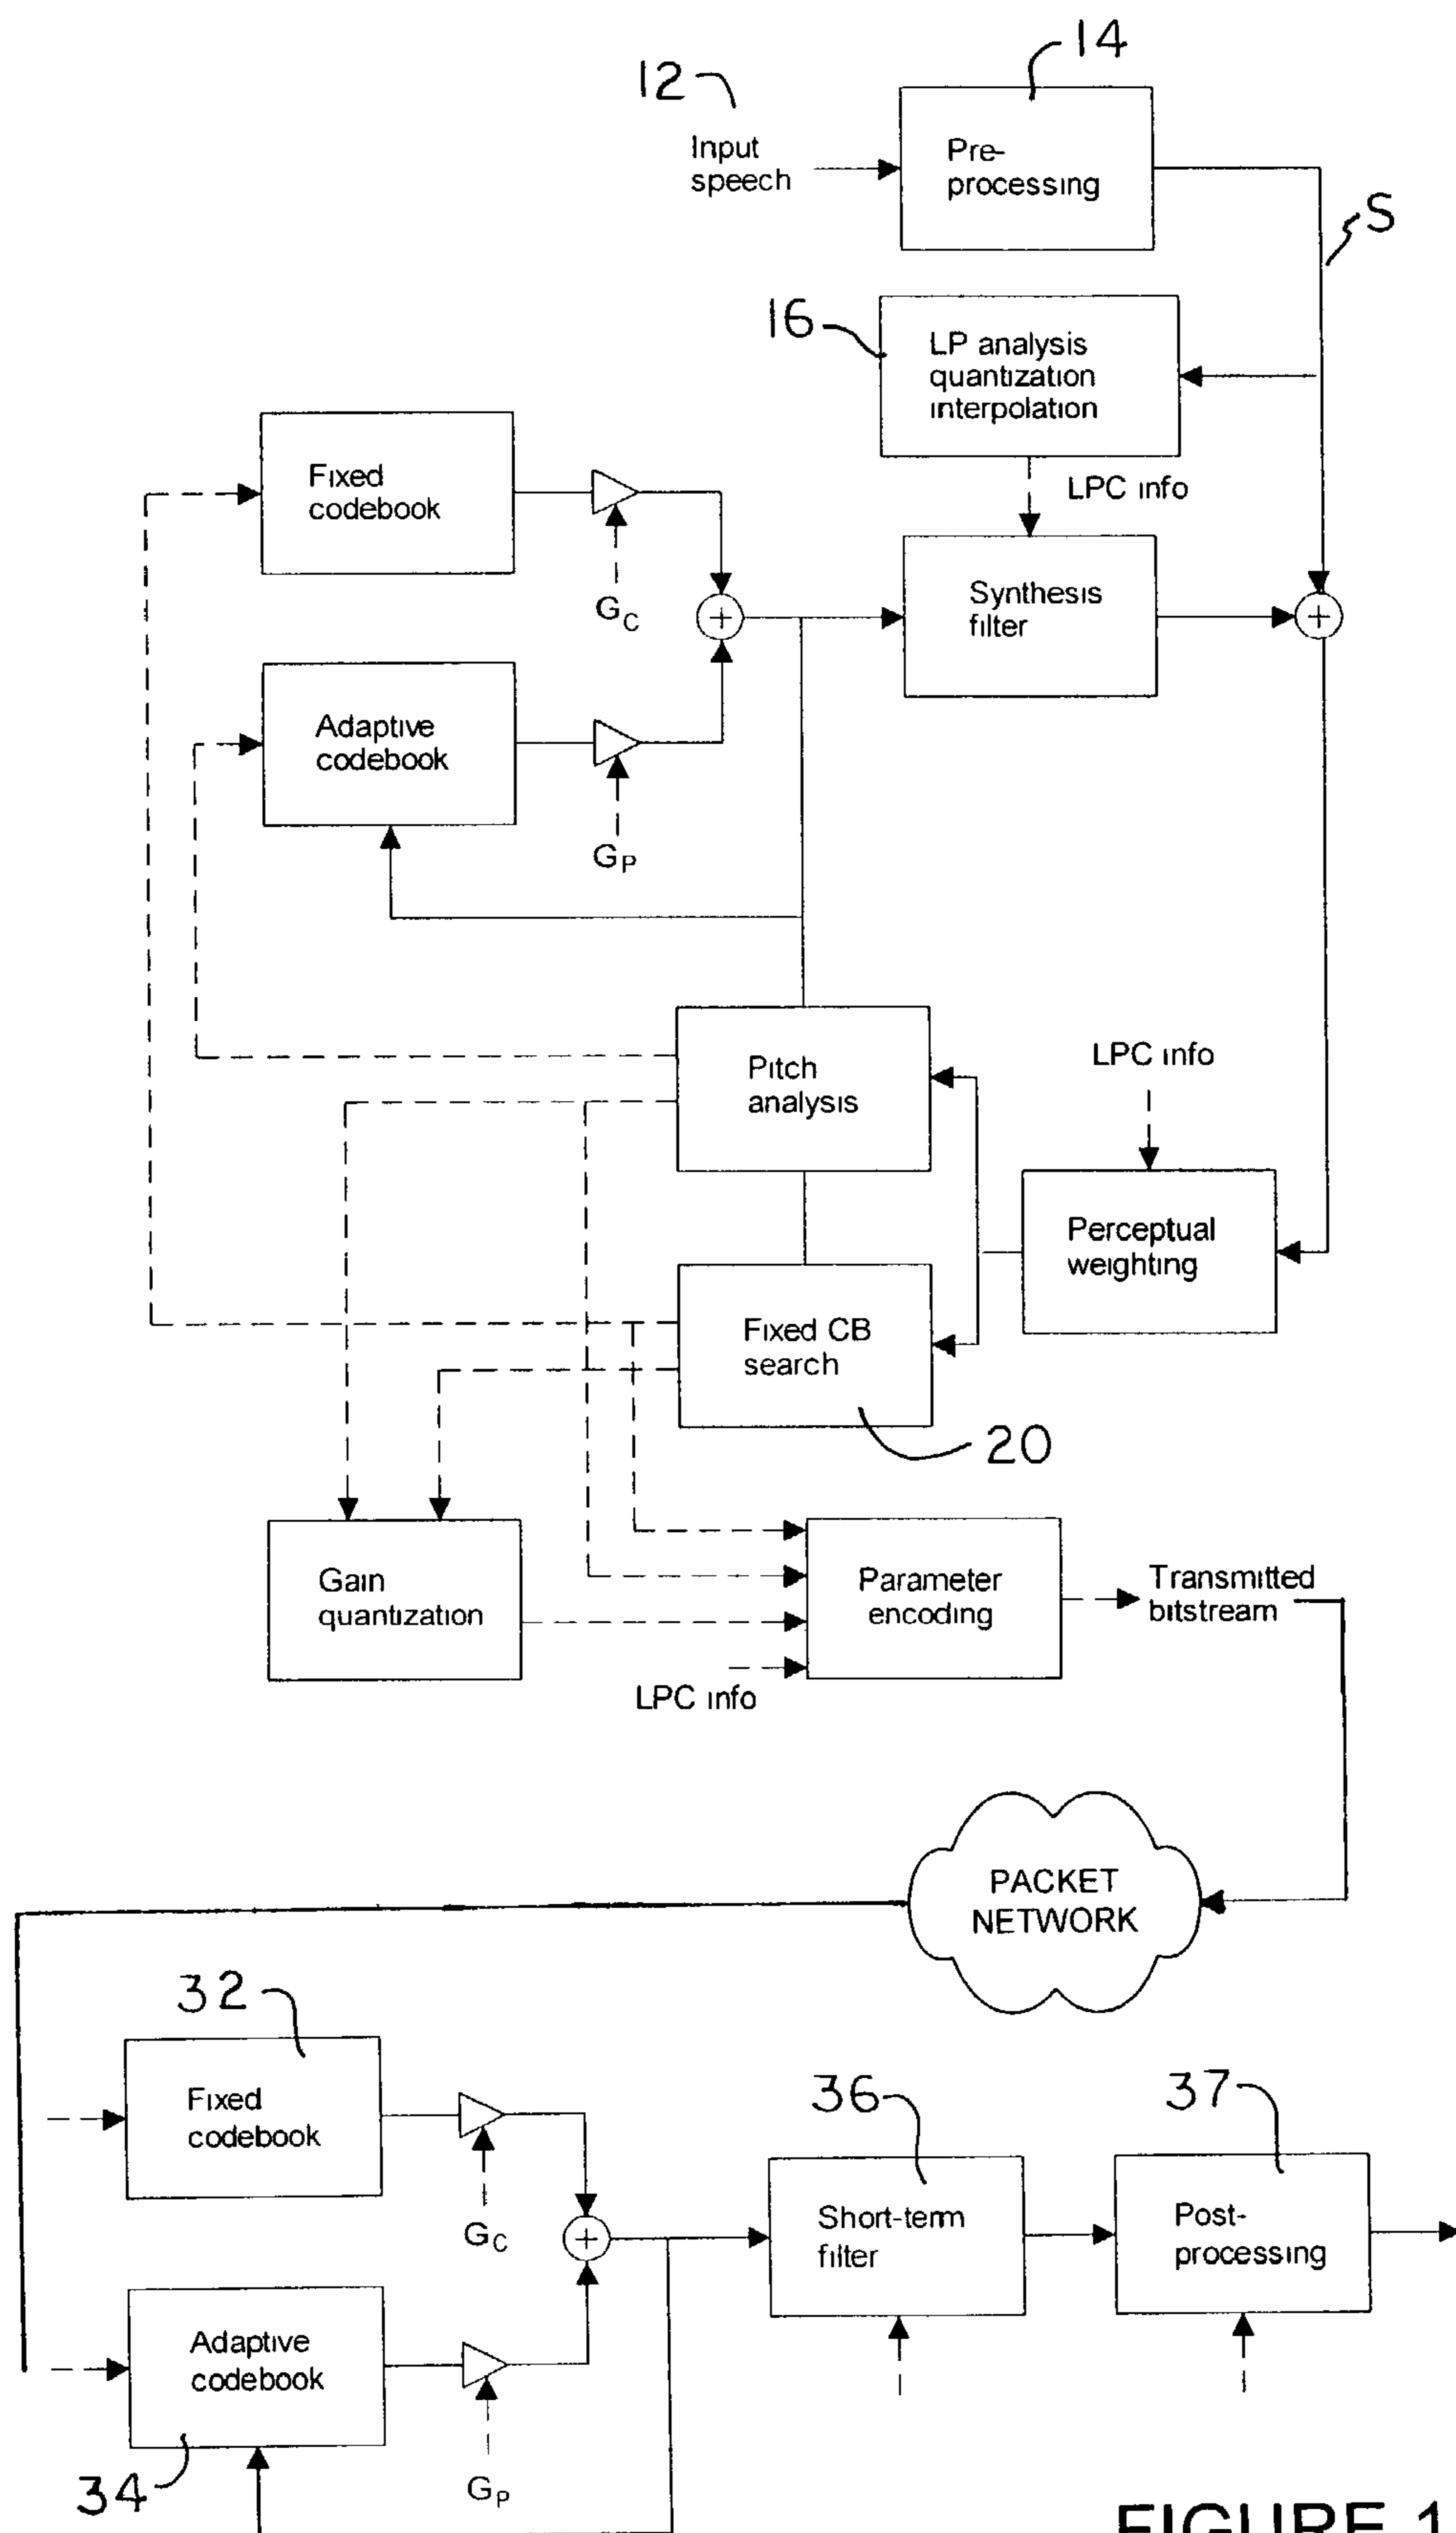 14
12
Input
speech
Pre-
processing
S
16
LP analysis
quantization
interpolation
LPC info
Fixed
codebook
GC
Synthesis
filter
+
+
Adaptive
codebook
GP
Pitch
analysis
LPC info
Perceptual
weighting
Fixed CB
search
20
Gain
quantization
Parameter
encoding
Transmitted
bitstream
LPC info
PACKET
NETWORK
32
Fixed
codebook
GC
36
37
+
Short-term
filter
Post-
processing
Adaptive
codebook
34
GP
FIGURE 1